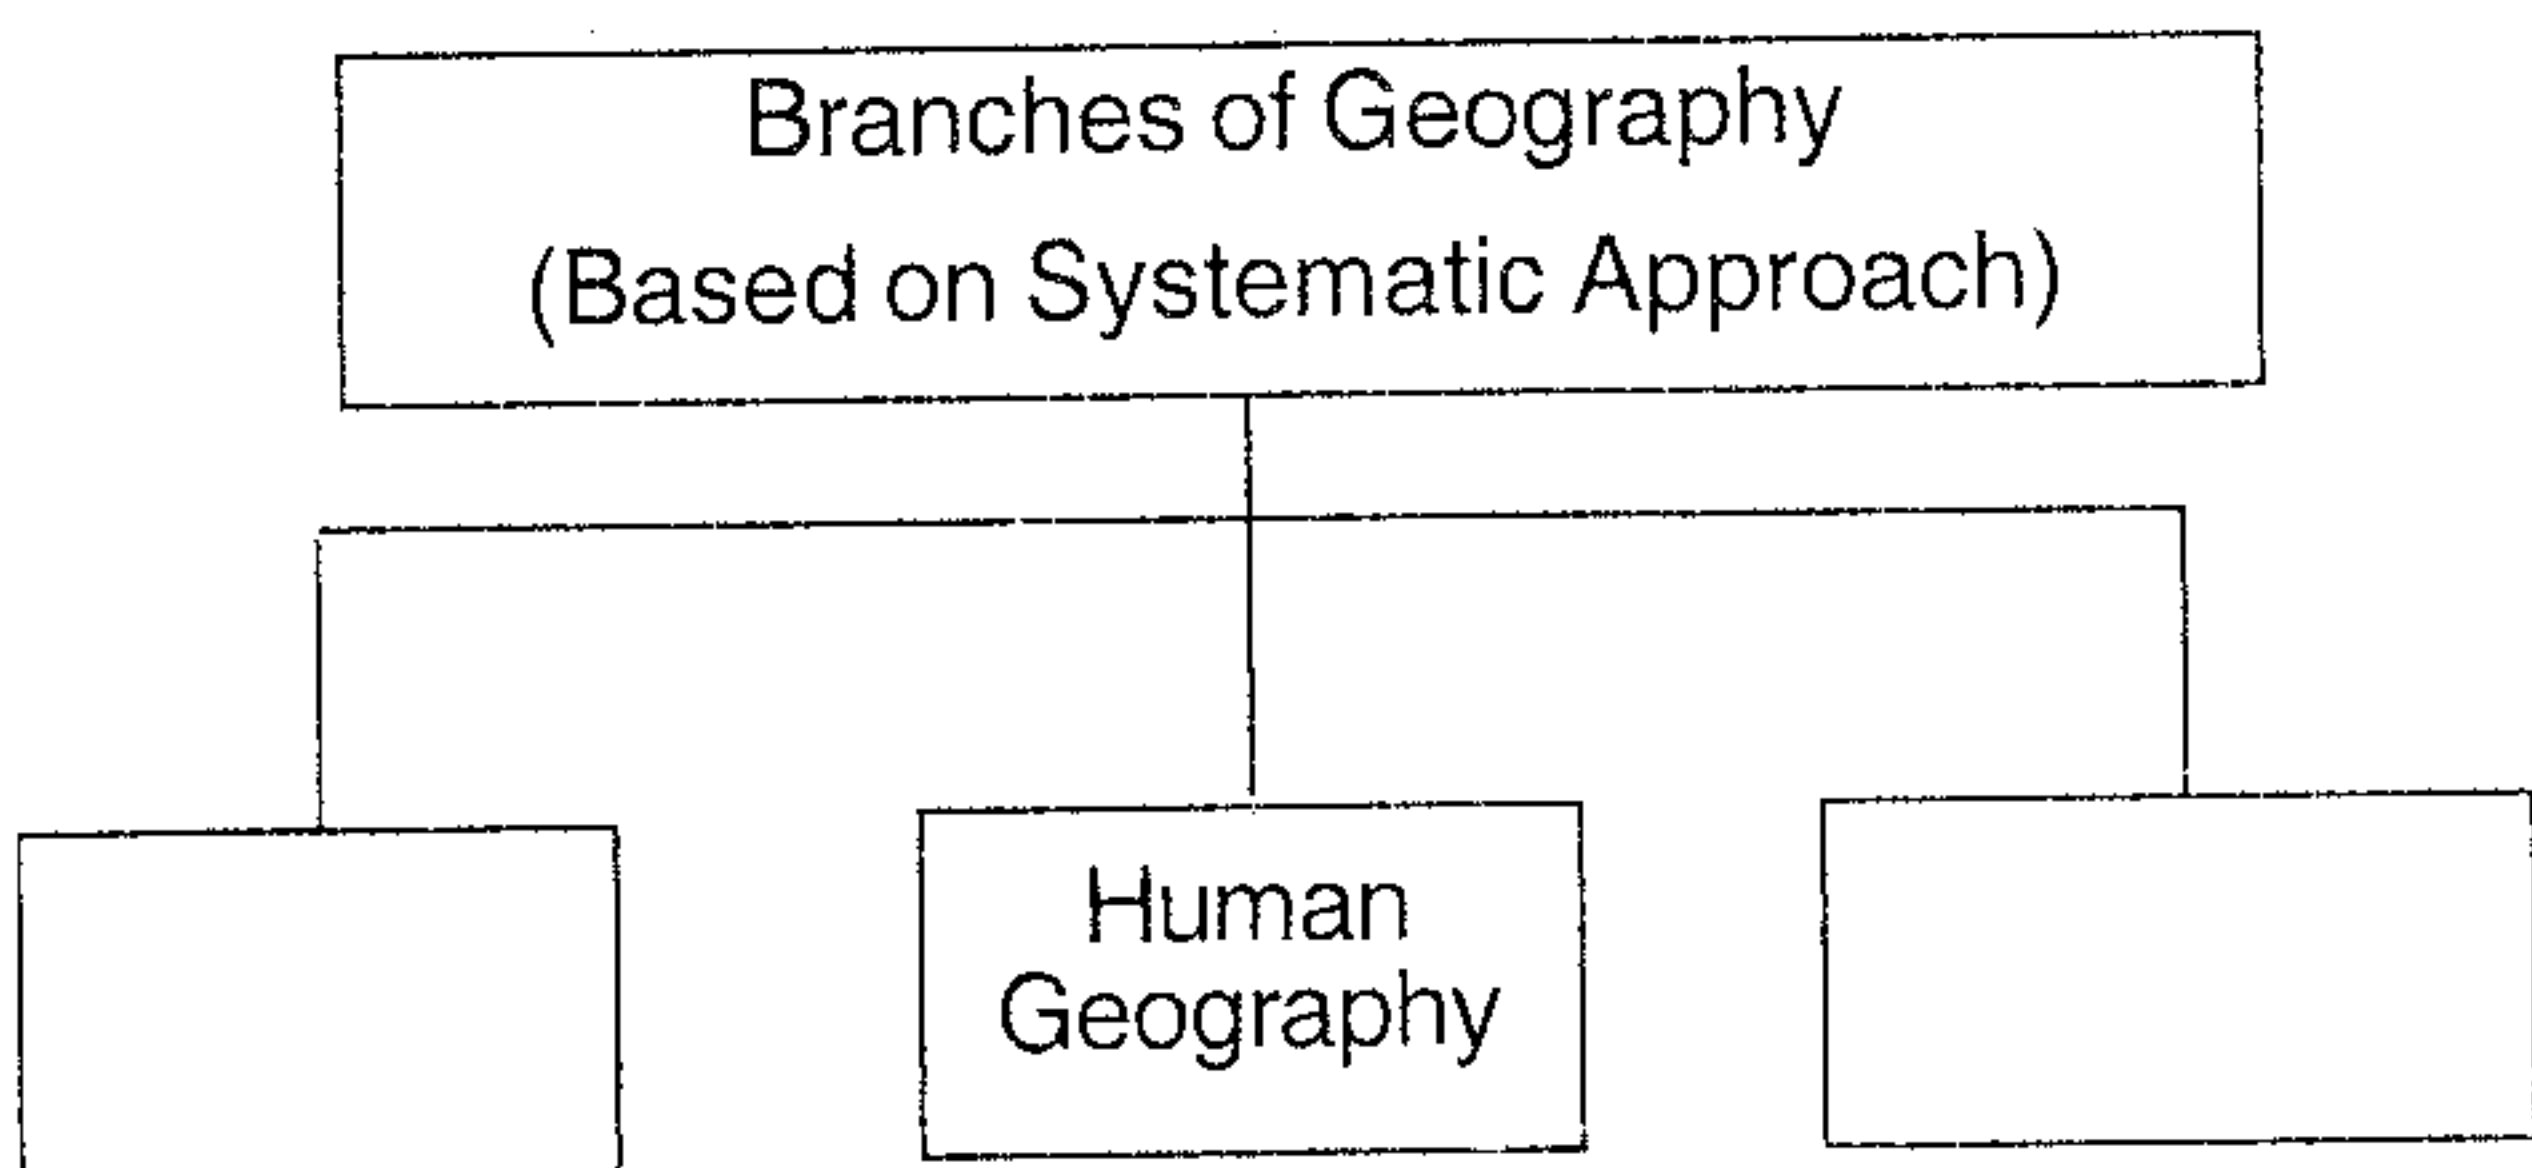 Branches of Geography
(Based on Systematic Approach)
Human
Geography